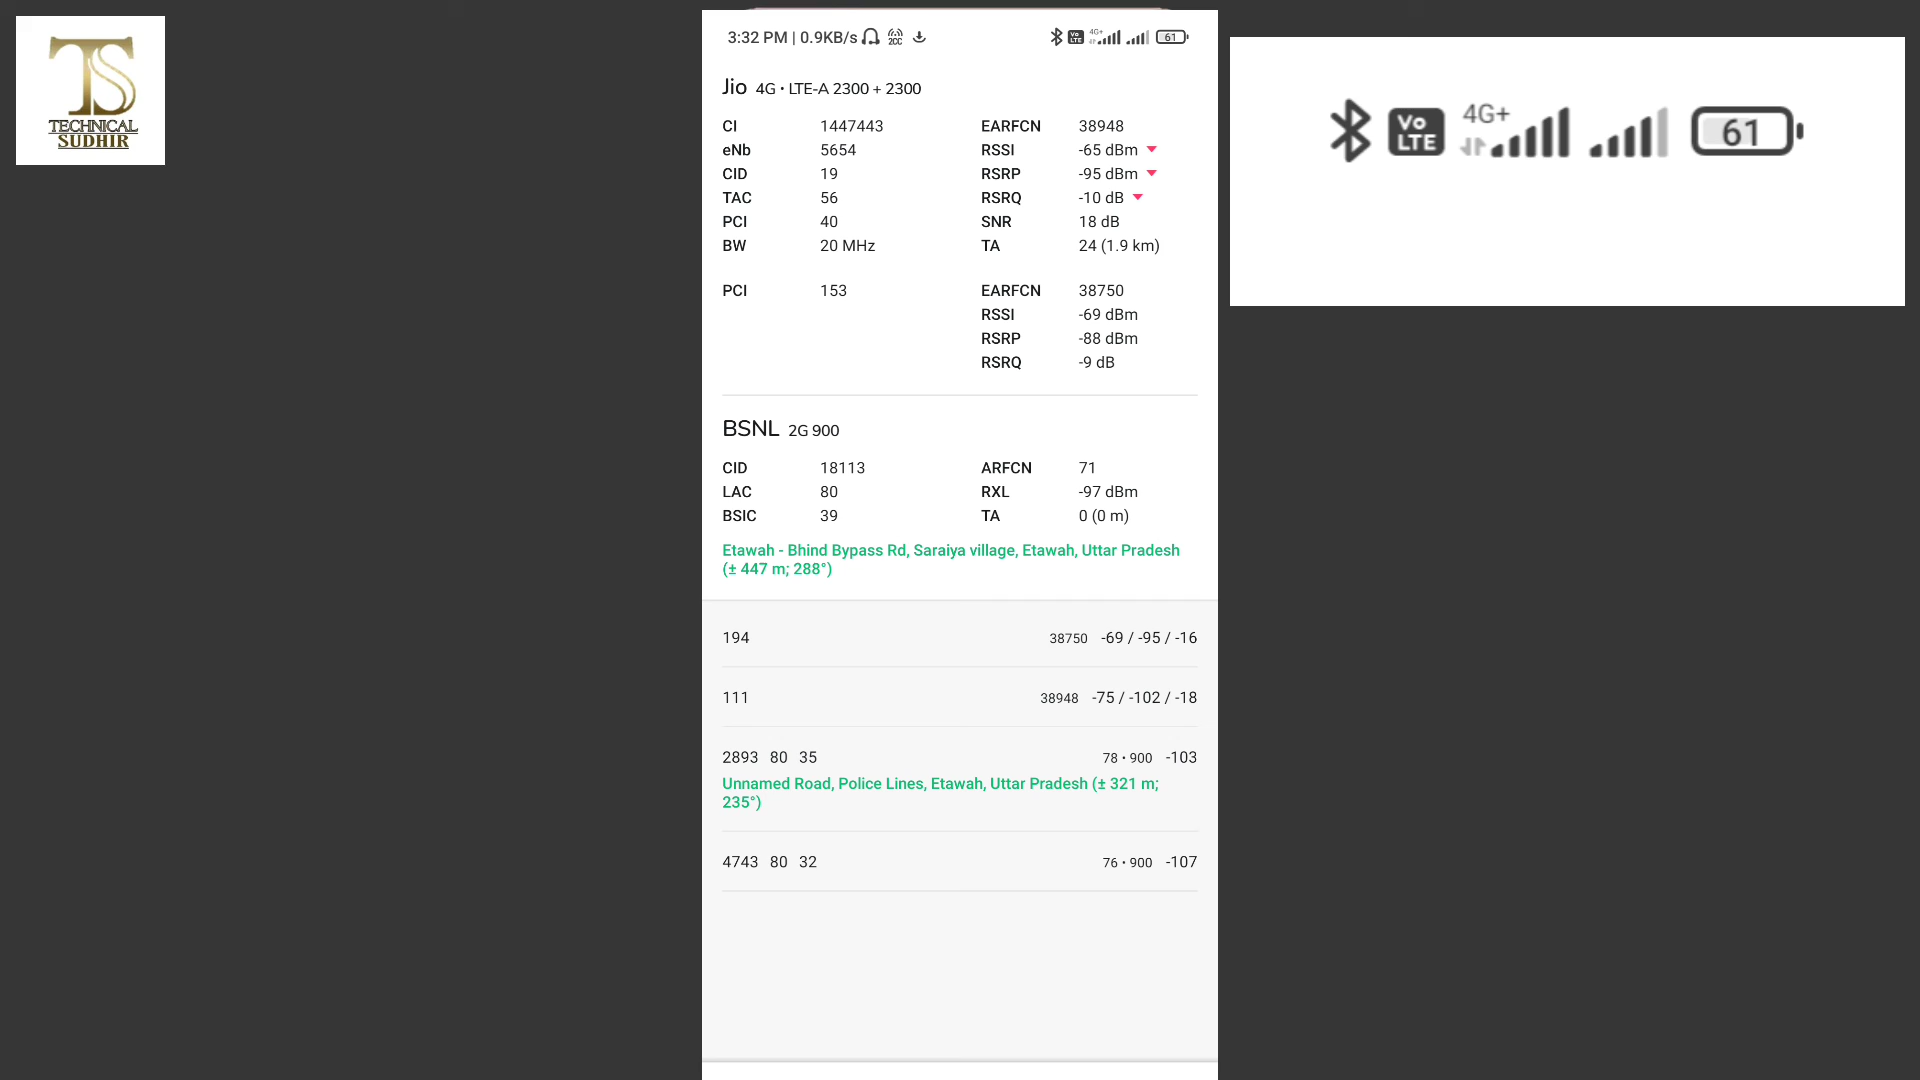 TS
TECHNICAL
SUDHIR
3:32 PM | 0.9KB/s 2CC Vo LTE 4G+ 61
Jio 4G • LTE-A 2300 + 2300
CI 1447443 EARFCN 38948
eNb 5654 RSSI -65 dBm
CID 19 RSRP -95 dBm
TAC 56 RSRQ -10 dB
PCI 40 SNR 18 dB
BW 20 MHz TA 24 (1.9 km)
PCI 153 EARFCN 38750
RSSI -69 dBm
RSRP -88 dBm
RSRQ -9 dB
BSNL 2G 900
CID 18113 ARFCN 71
LAC 80 RXL -97 dBm
BSIC 39 TA 0 (0 m)
Etawah - Bhind Bypass Rd, Saraiya village, Etawah, Uttar Pradesh
(± 447 m; 288°)
194 38750 -69 / -95 / -16
111 38948 -75 / -102 / -18
2893 80 35 78 • 900 -103
Unnamed Road, Police Lines, Etawah, Uttar Pradesh (± 321 m;
235°)
4743 80 32 76 • 900 -107
Vo LTE 4G+ 61